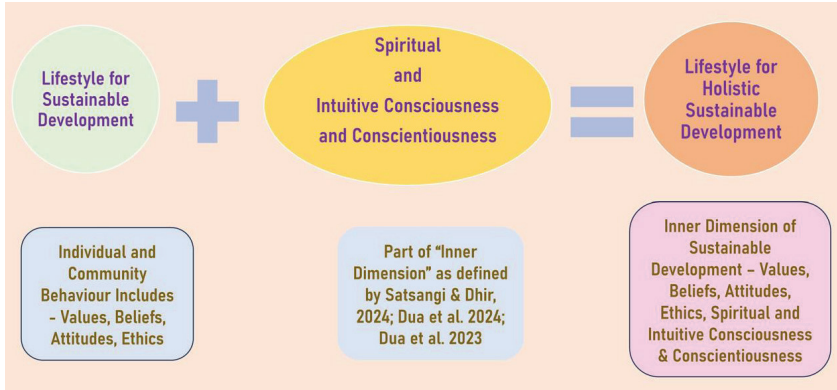 Lifestyle for
Sustainable
Development
Spiritual
and
Intuitive Consciousness
and Conscientiousness
Lifestyle for
Holistic
Sustainable
Development
Individual and
Community
Behaviour Includes
- Values, Beliefs,
Attitudes, Ethics
Part of “Inner
Dimension” as defined
by Satsangi & Dhir,
2024; Dua et al. 2024;
Dua et al. 2023
Inner Dimension of
Sustainable
Development – Values,
Beliefs, Attitudes,
Ethics, Spiritual and
Intuitive Consciousness
& Conscientiousness